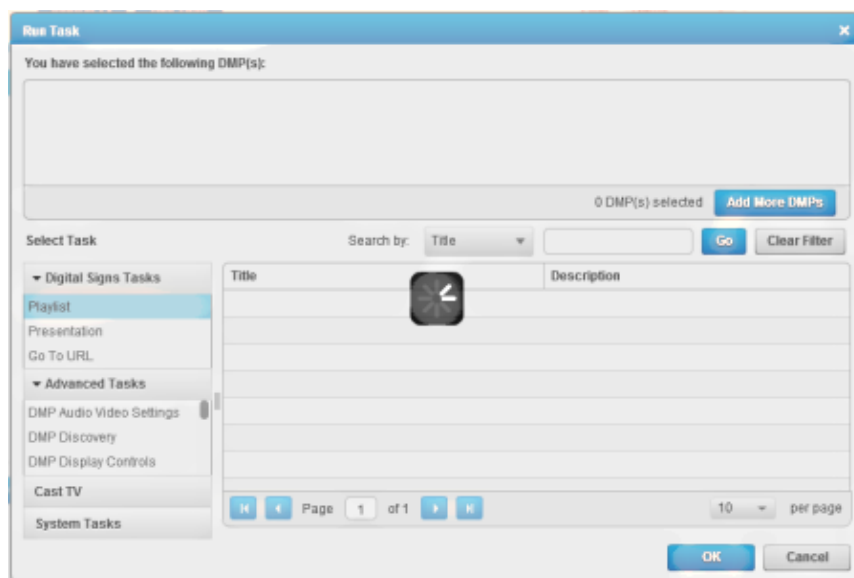 Run Task
You have selected the following DMP(s):
0 DMP(s) selected Add More DMPs
Select Task Search by: Title Go Clear Filter
Digital Signs Tasks Title Description
Playlist
Presentation
Go To URL
Advanced Tasks
DMP Audio Video Settings
DMP Discovery
DMP Display Controls
Cast TV
Page 1 of 1 10 per page
System Tasks
OK Cancel